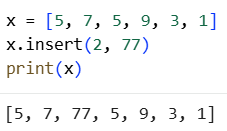 x = [5, 7, 5, 9, 3, 1]
x.insert(2, 77)
print(x)
[5, 7, 77, 5, 9, 3, 1]